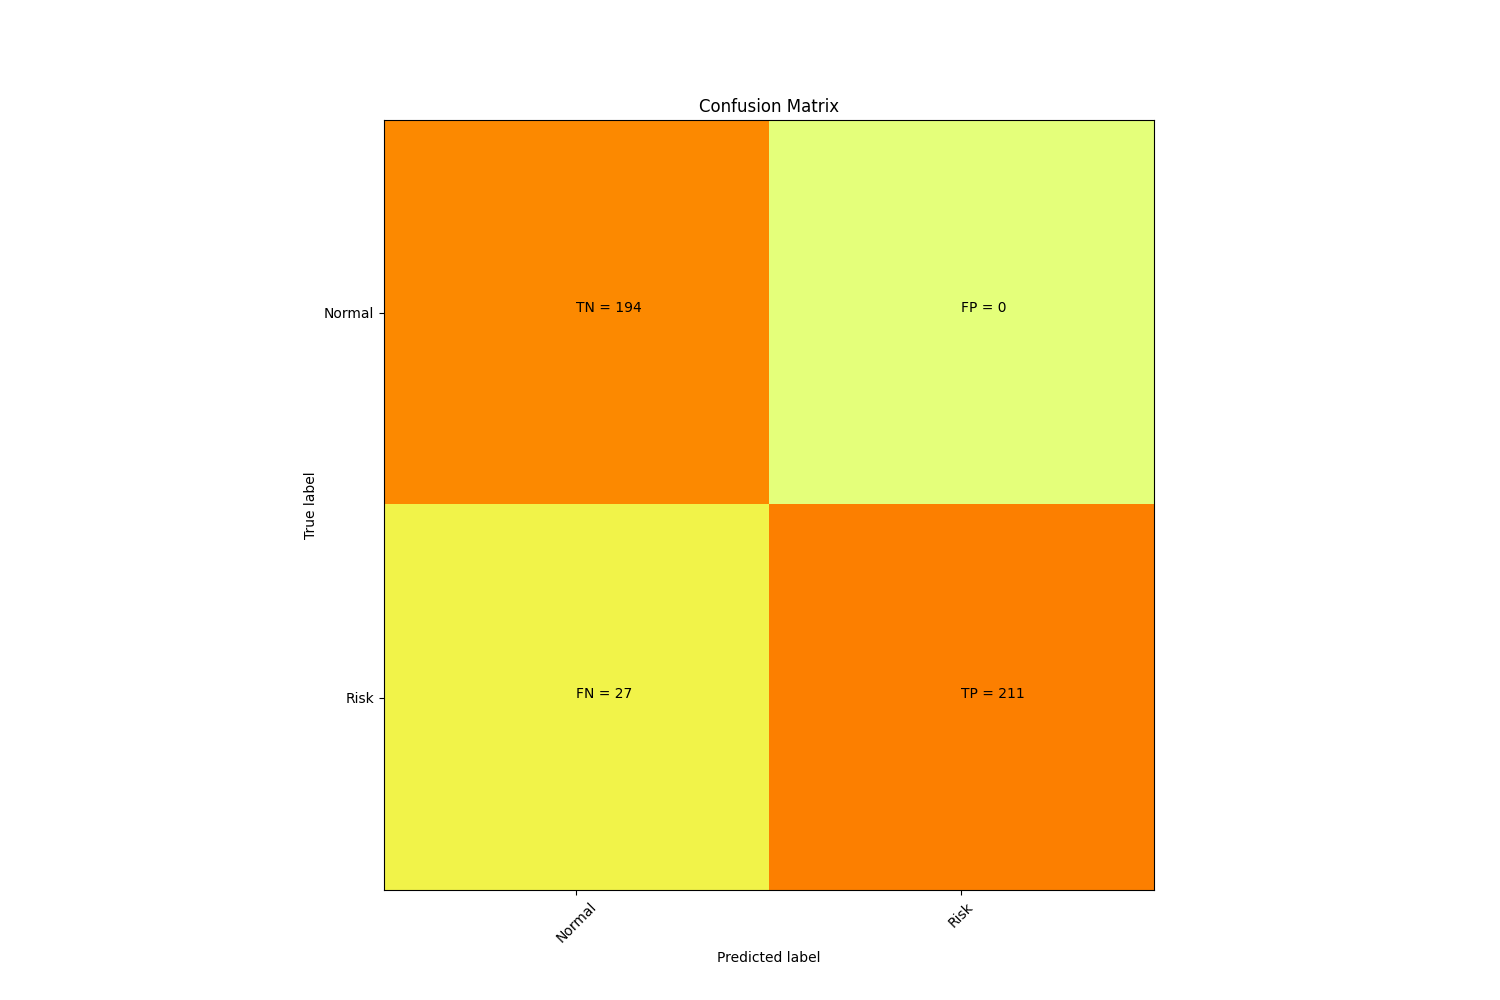 Confusion Matrix
TN = 194
FP = 0
Normal
True label
FN = 27
TP = 211
Risk
Normal
Risk
Predicted label